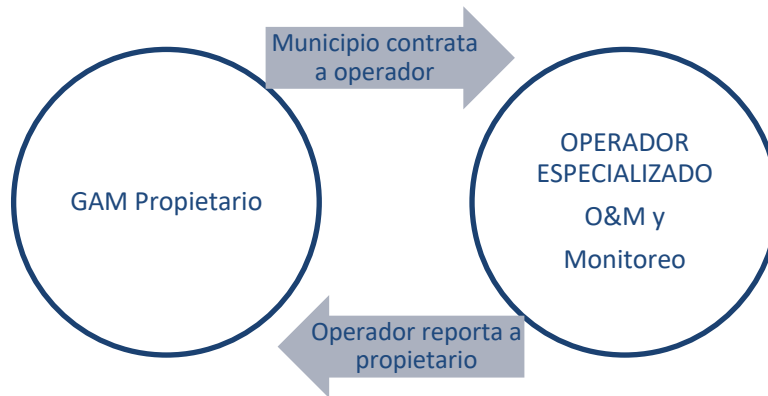 Municipio contrata
a operador
GAM Propietario
OPERADOR
ESPECIALIZADO
O&M y
Monitoreo
Operador reporta a
propietario